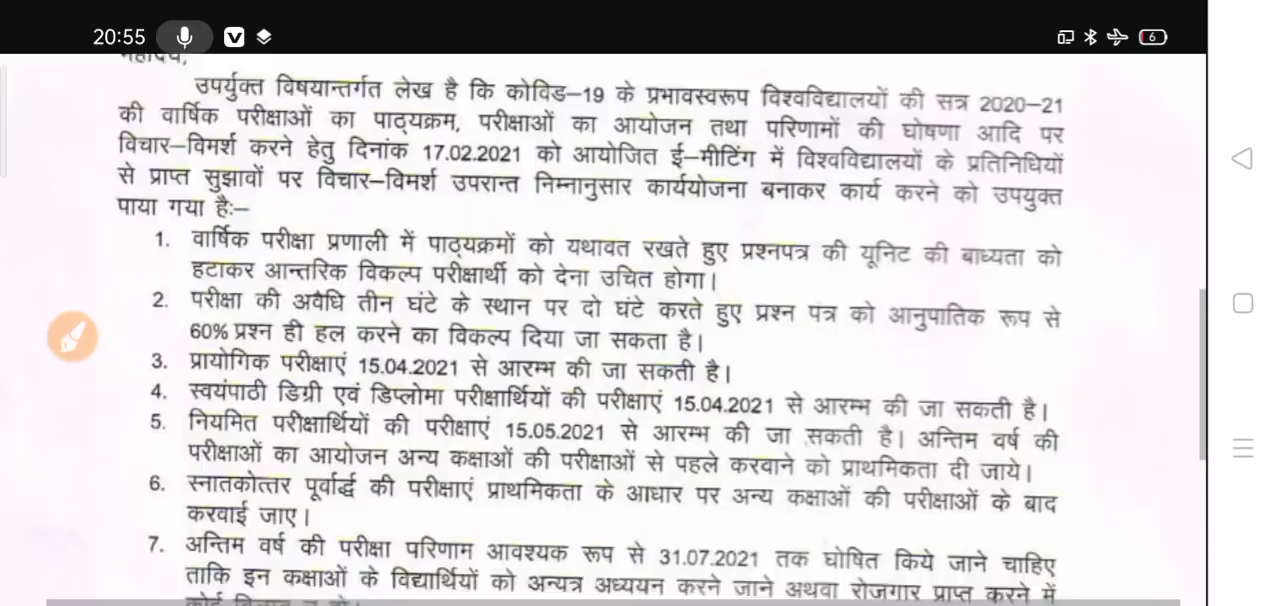 20:55
6
महोदय,
उपर्युक्त विषयान्तर्गत लेख है कि कोविड–19 के प्रभावस्वरूप विश्वविद्यालयों की सत्र 2020–21
की वार्षिक परीक्षाओं का पाठ्यक्रम, परीक्षाओं का आयोजन तथा परिणामों की घोषणा आदि पर
विचार–विमर्श करने हेतु दिनांक 17.02.2021 को आयोजित ई–मीटिंग में विश्वविद्यालयों के प्रतिनिधियों
से प्राप्त सुझावों पर विचार–विमर्श उपरान्त निम्नानुसार कार्ययोजना बनाकर कार्य करने को उपयुक्त
पाया गया है:–
1. वार्षिक परीक्षा प्रणाली में पाठ्यक्रमों को यथावत रखते हुए प्रश्नपत्र की यूनिट की बाध्यता को
हटाकर आन्तरिक विकल्प परीक्षार्थी को देना उचित होगा।
2. परीक्षा की अवधि तीन घंटे के स्थान पर दो घंटे करते हुए प्रश्न पत्र को आनुपातिक रूप से
60% प्रश्न ही हल करने का विकल्प दिया जा सकता है।
3. प्रायोगिक परीक्षाएं 15.04.2021 से आरम्भ की जा सकती है।
4. स्वयंपाठी डिग्री एवं डिप्लोमा परीक्षार्थियों की परीक्षाएं 15.04.2021 से आरम्भ की जा सकती है।
5. नियमित परीक्षार्थियों की परीक्षाएं 15.05.2021 से आरम्भ की जा सकती है। अन्तिम वर्ष की
परीक्षाओं का आयोजन अन्य कक्षाओं की परीक्षाओं से पहले करवाने को प्राथमिकता दी जाये।
6. स्नातकोत्तर पूर्वार्द्ध की परीक्षाएं प्राथमिकता के आधार पर अन्य कक्षाओं की परीक्षाओं के बाद
करवाई जाए।
7. अन्तिम वर्ष की परीक्षा परिणाम आवश्यक रूप से 31.07.2021 तक घोषित किये जाने चाहिए
ताकि इन कक्षाओं के विद्यार्थियों को अन्यत्र अध्ययन करने जाने अथवा रोजगार प्राप्त करने में